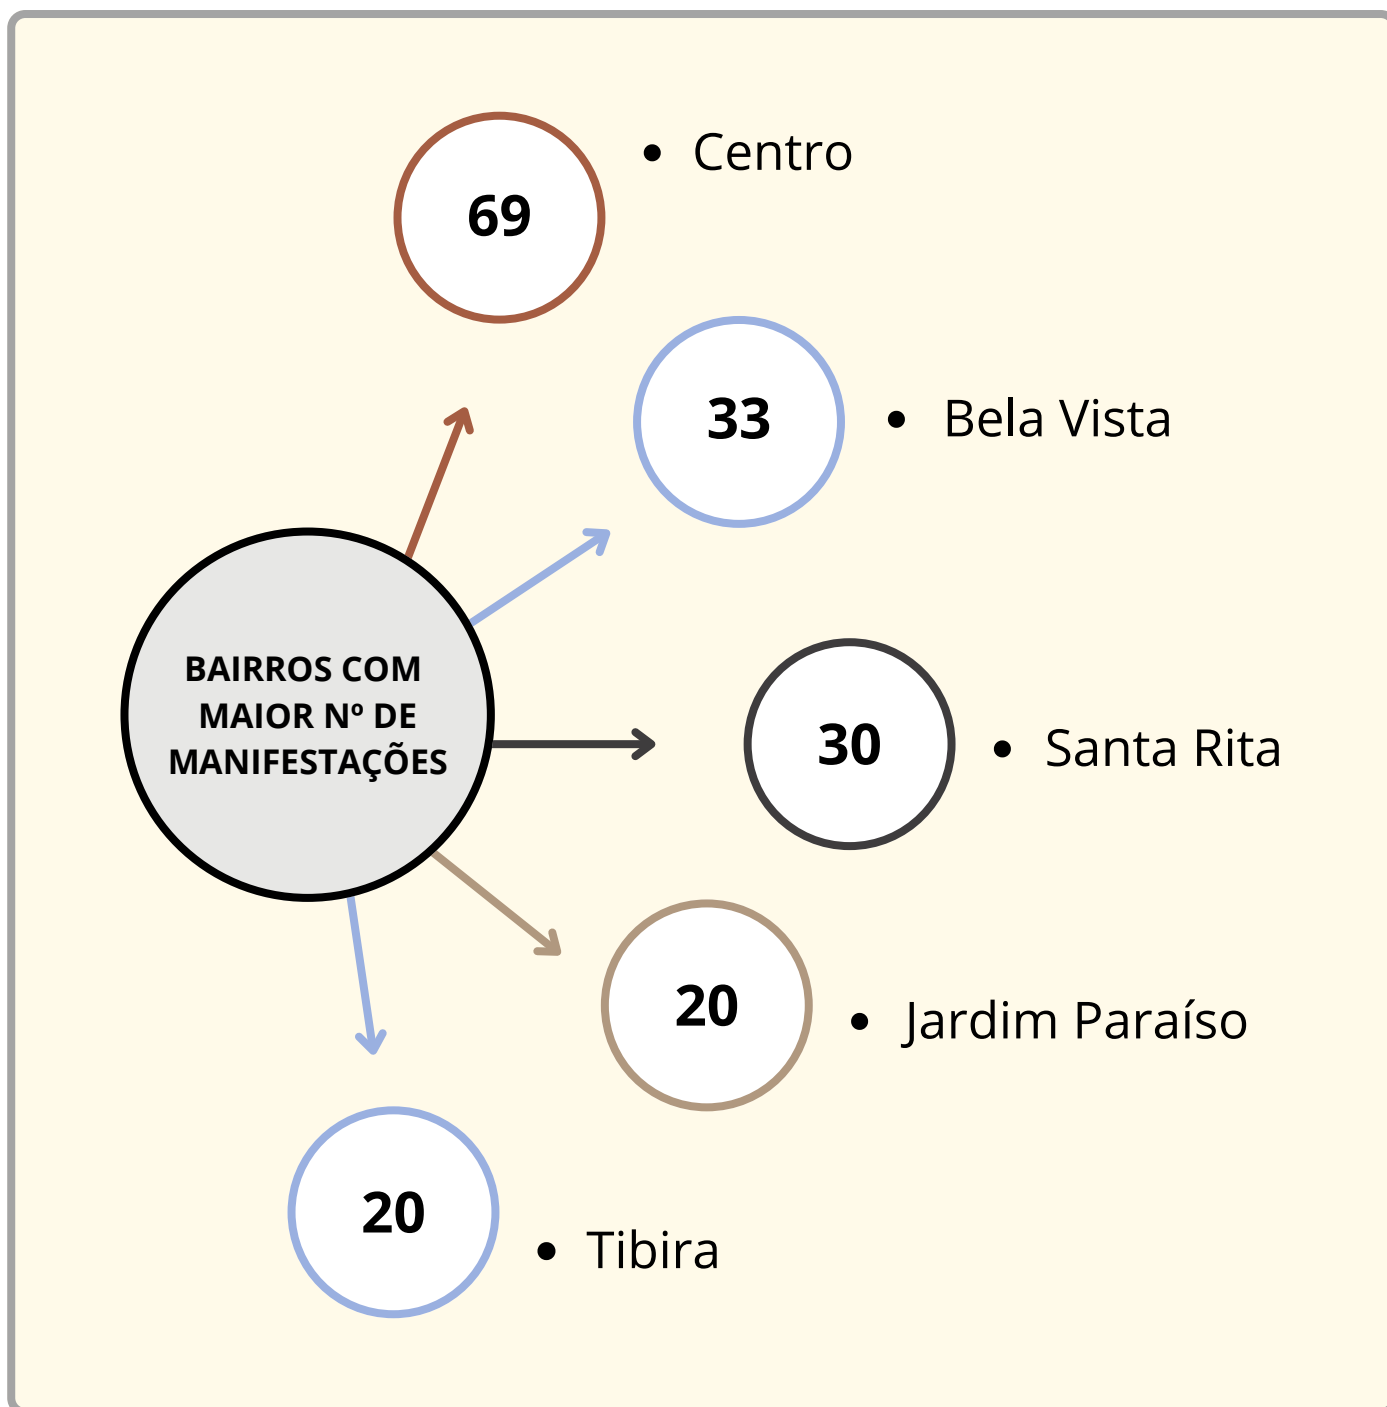 69
• Centro
33
• Bela Vista
BAIRROS COM
MAIOR Nº DE
MANIFESTAÇÕES
30
• Santa Rita
20
• Jardim Paraíso
20
• Tibira